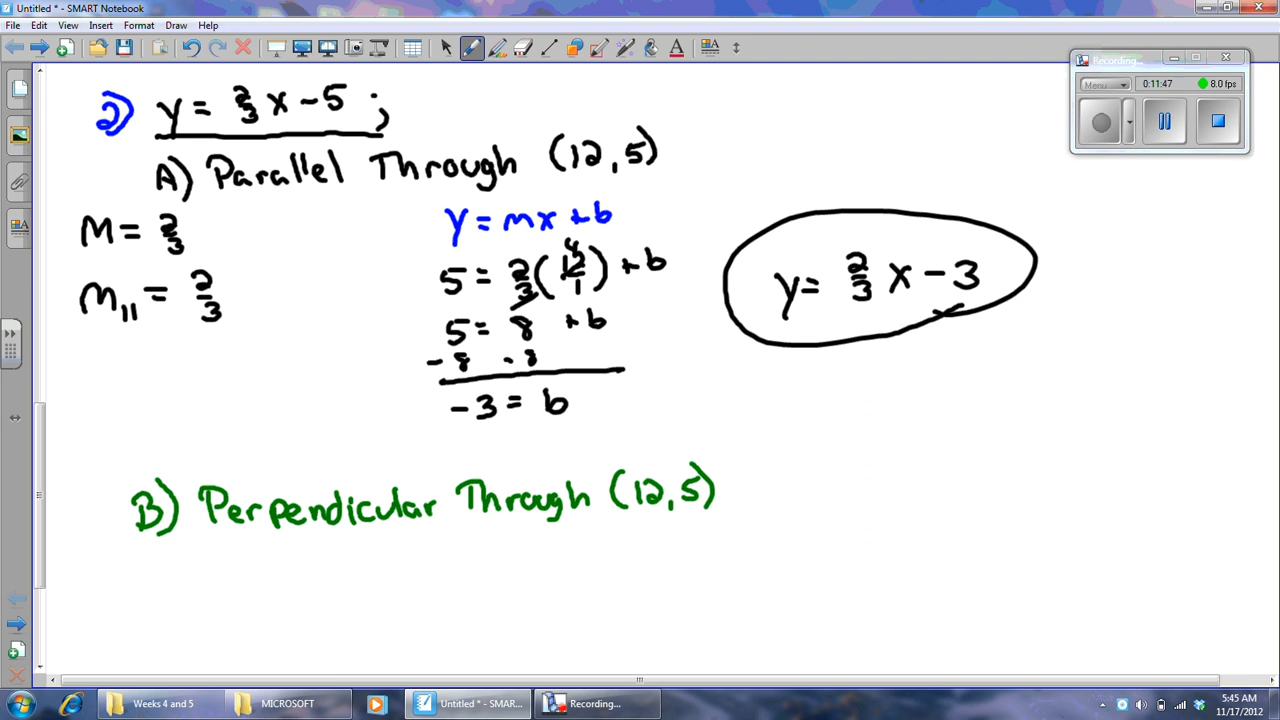 Untitled * - SMART Notebook
File Edit View Insert Format Draw Help
Recording...
Menu 0:11:47 8.0 fps
2) y = 2/3 x - 5 ;
A) Parallel Through (12, 5)
M = 2/3
M11 = 2/3
y = mx + b
5 = 2/3 (12/1) + b
4
5 = 8 + b
-8 -8
-3 = b
y = 2/3 x - 3
B) Perpendicular Through (12, 5)
Weeks 4 and 5 MICROSOFT Untitled * - SMAR... Recording...
5:45 AM
11/17/2012